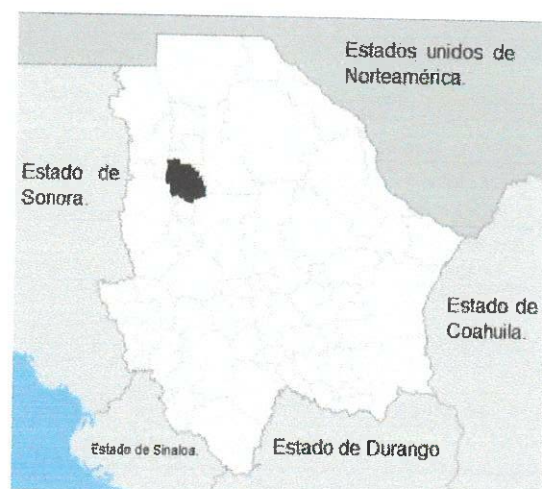 Estados unidos de
Norteamérica.
Estado de
Sonora.
Estado de
Coahuila.
Estado de Sinaloa.
Estado de Durango